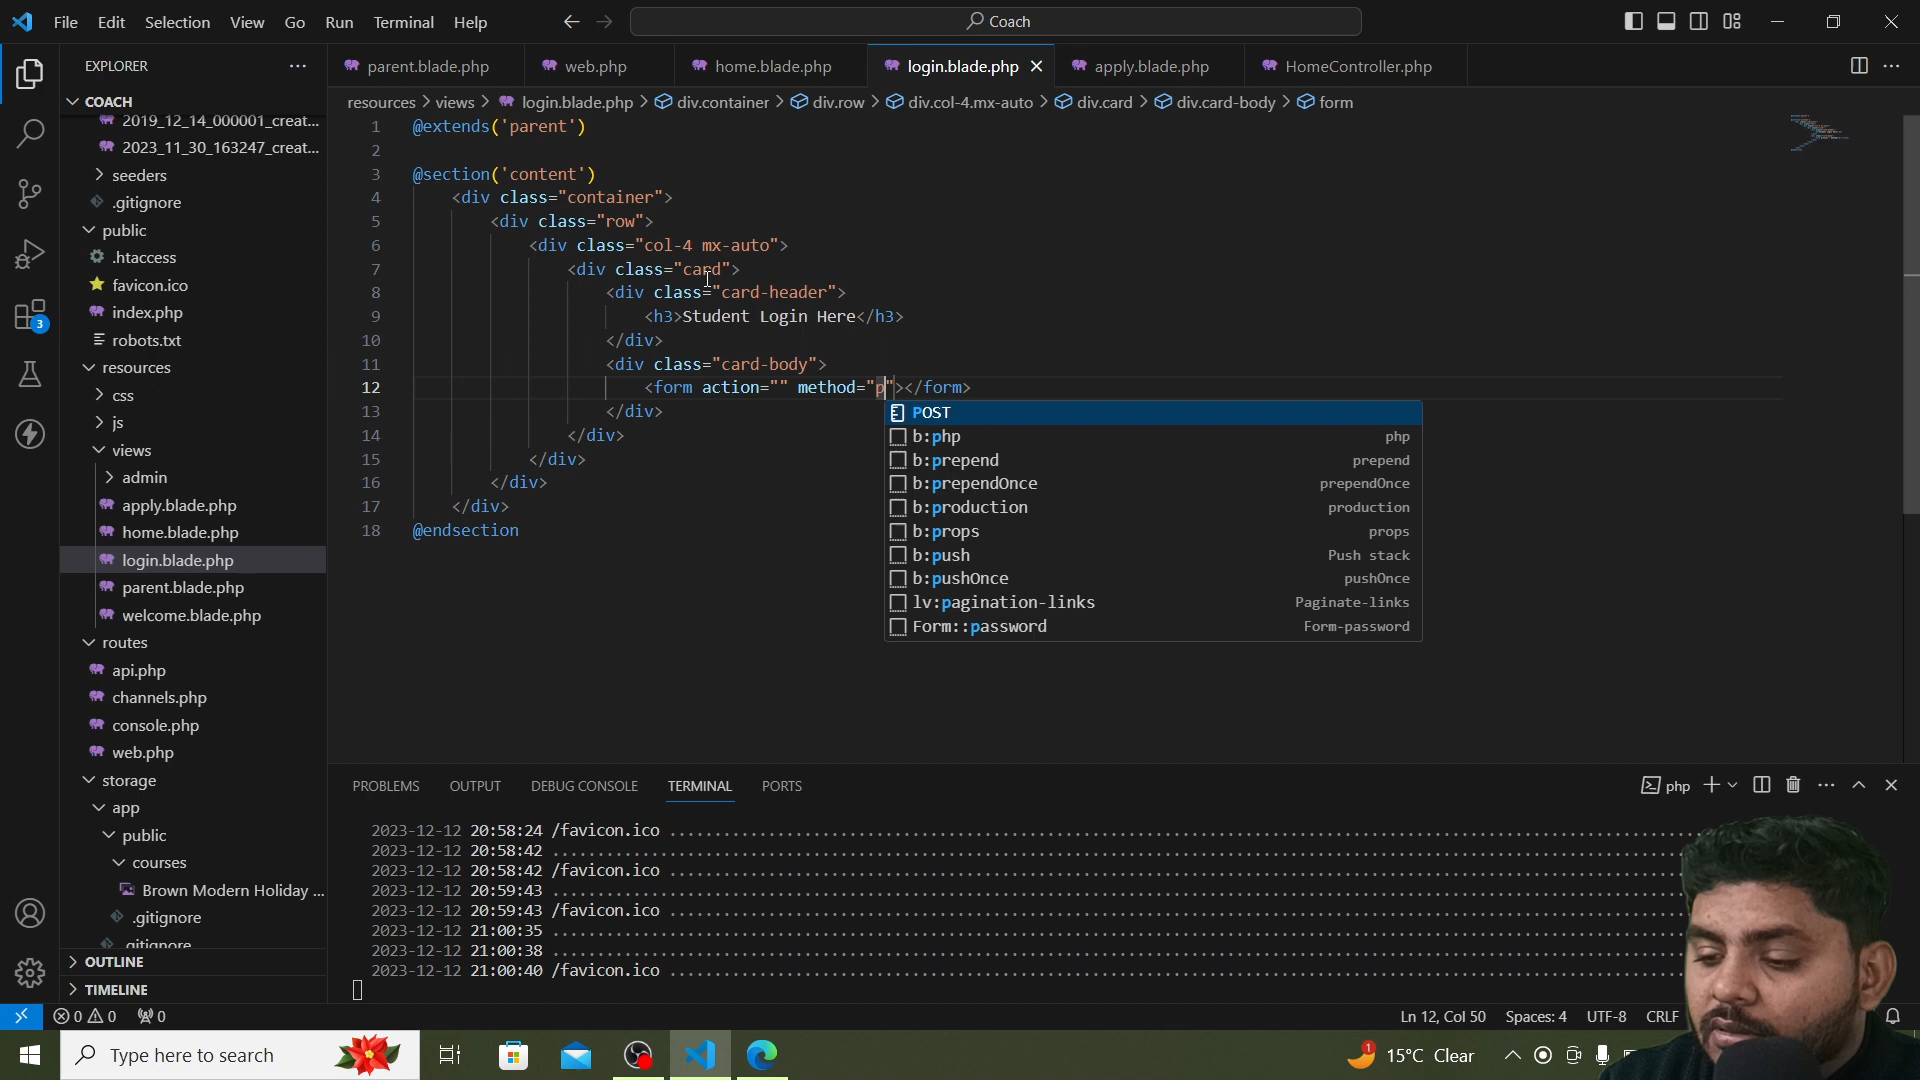 File Edit Selection View Go Run Terminal Help
Coach
EXPLORER
parent.blade.php web.php home.blade.php login.blade.php apply.blade.php HomeController.php
resources > views > login.blade.php > div.container > div.row > div.col-4.mx-auto > div.card > div.card-body > form
COACH
2019_12_14_000001_creat...
2023_11_30_163247_creat...
seeders
.gitignore
public
.htaccess
favicon.ico
index.php
robots.txt
resources
css
js
views
admin
apply.blade.php
home.blade.php
login.blade.php
parent.blade.php
welcome.blade.php
routes
api.php
channels.php
console.php
web.php
storage
app
public
courses
Brown Modern Holiday ...
.gitignore
.gitignore
OUTLINE
TIMELINE
3
1 @extends('parent')
2
3 @section('content')
4 <div class="container">
5 <div class="row">
6 <div class="col-4 mx-auto">
7 <div class="card">
8 <div class="card-header">
9 <h3>Student Login Here</h3>
10 </div>
11 <div class="card-body">
12 <form action="" method="p"></form>
13 </div>
14 </div>
15 </div>
16 </div>
17 </div>
18 @endsection
POST
b:php php
b:prepend prepend
b:prependOnce prependOnce
b:production production
b:props props
b:push Push stack
b:pushOnce pushOnce
lv:pagination-links Paginate-links
Form::password Form-password
PROBLEMS OUTPUT DEBUG CONSOLE TERMINAL PORTS
php
2023-12-12 20:58:24 /favicon.ico
2023-12-12 20:58:42
2023-12-12 20:58:42 /favicon.ico
2023-12-12 20:59:43
2023-12-12 20:59:43 /favicon.ico
2023-12-12 21:00:35
2023-12-12 21:00:38
2023-12-12 21:00:40 /favicon.ico
0 0 0
Ln 12, Col 50 Spaces: 4 UTF-8 CRLF
Type here to search
1 15°C Clear